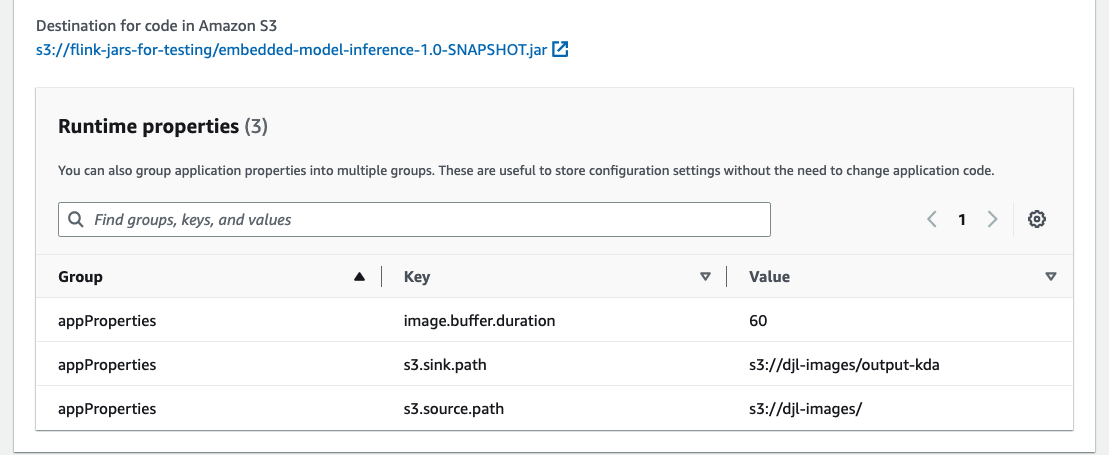 Destination for code in Amazon S3
s3://flink-jars-for-testing/embedded-model-inference-1.0-SNAPSHOT.jar
Runtime properties (3)
You can also group application properties into multiple groups. These are useful to store configuration settings without the need to change application code.
Find groups, keys, and values
1
Group Key Value
appProperties image.buffer.duration 60
appProperties s3.sink.path s3://djl-images/output-kda
appProperties s3.source.path s3://djl-images/